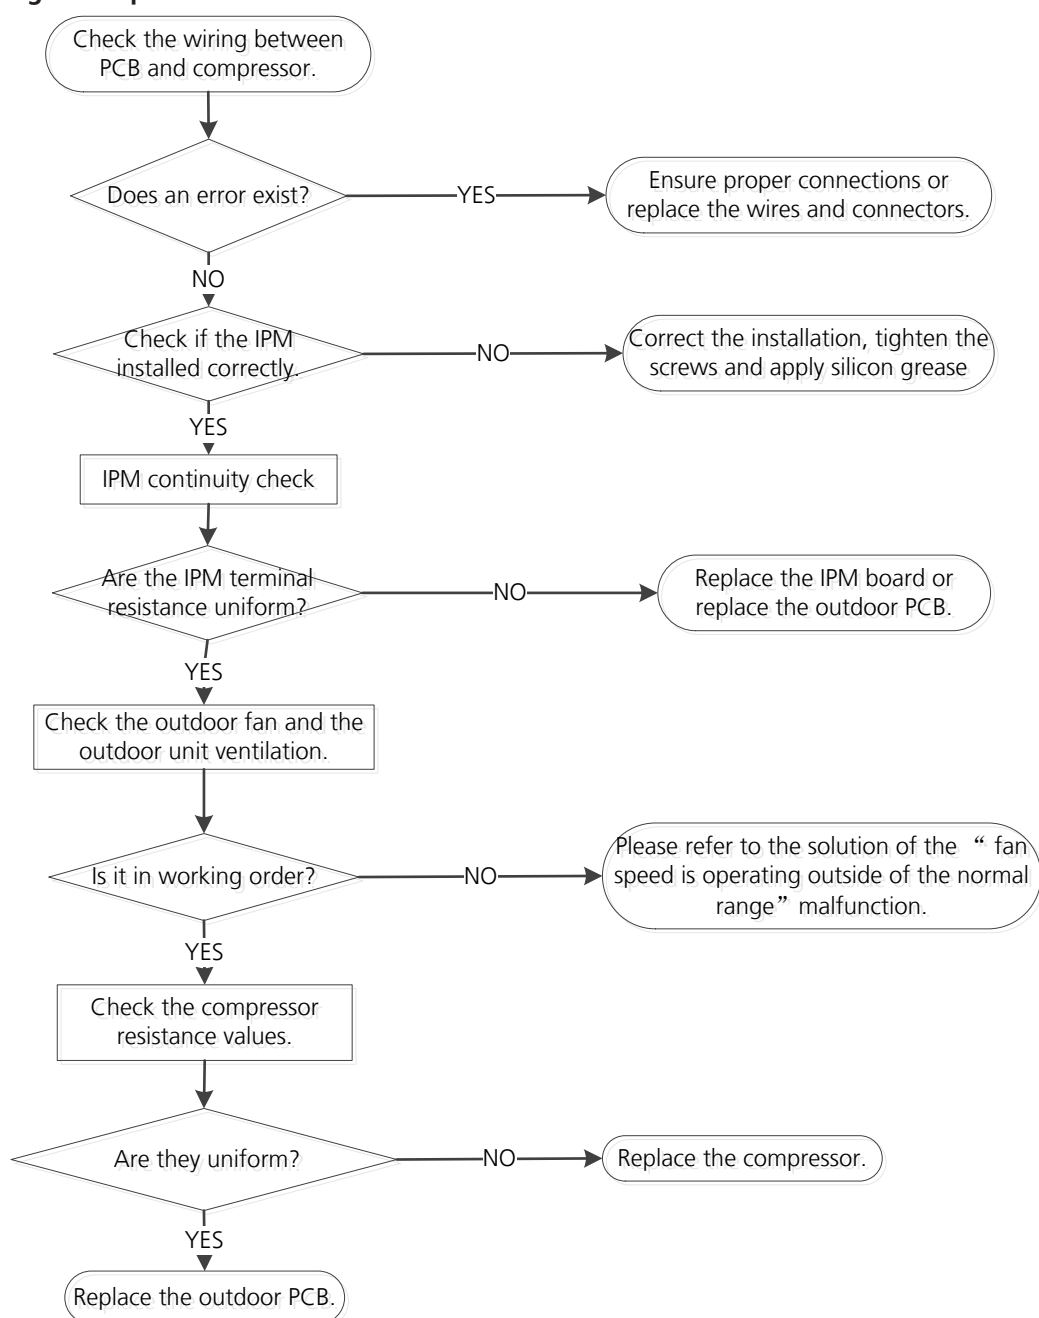 Check the wiring between
PCB and compressor.
Does an error exist?
YES
Ensure proper connections or
replace the wires and connectors.
NO
Check if the IPM
installed correctly.
NO
Correct the installation, tighten the
screws and apply silicon grease
YES
IPM continuity check
Are the IPM terminal
resistance uniform?
NO
Replace the IPM board or
replace the outdoor PCB.
YES
Check the outdoor fan and the
outdoor unit ventilation.
Is it in working order?
NO
Please refer to the solution of the “ fan
speed is operating outside of the normal
range” malfunction.
YES
Check the compressor
resistance values.
Are they uniform?
NO
Replace the compressor.
YES
Replace the outdoor PCB.